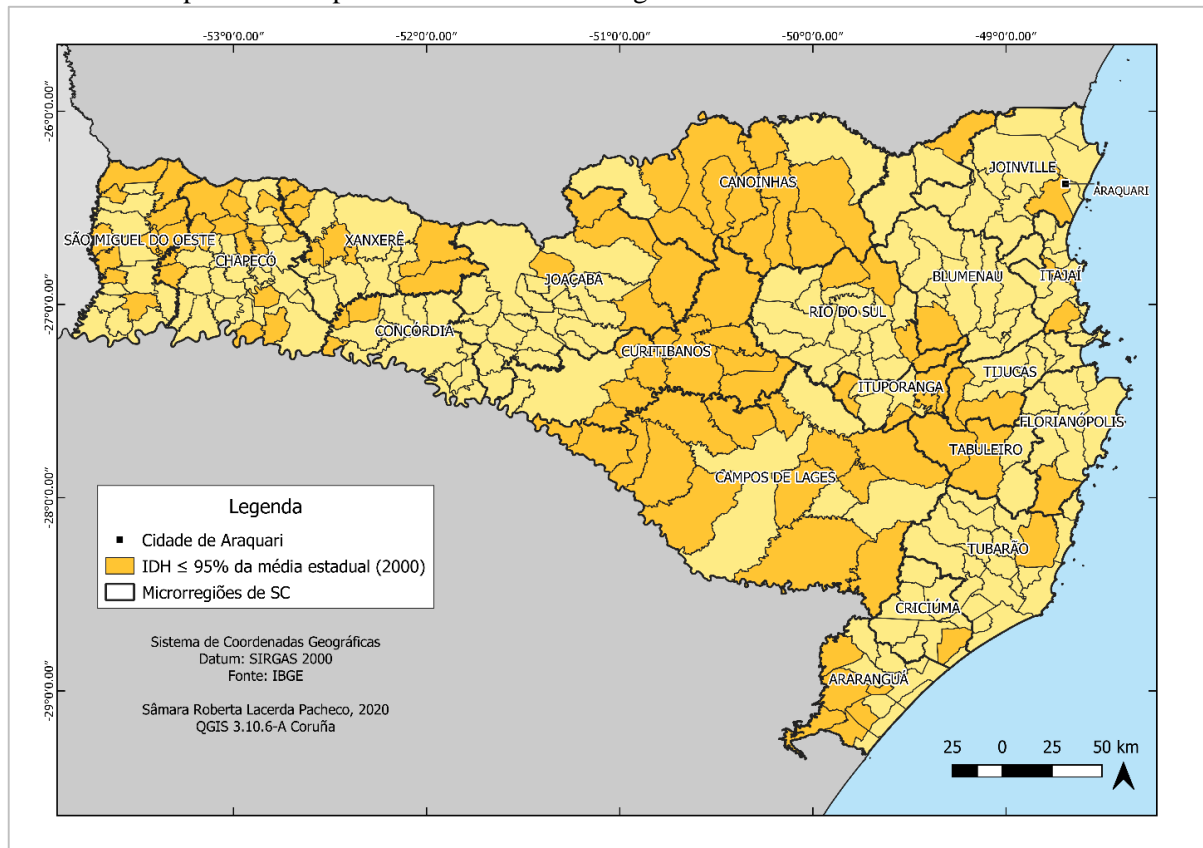 -53°0'0.00" -52°0'0.00" -51°0'0.00" -50°0'0.00" -49°0'0.00"
-26°0'0.00"
JOINVILLE
CANOINHAS
ARAQUARI
SÃO MIGUEL DO OESTE
XANXERÊ
CHAPECÓ
JOAÇABA
BLUMENAU
ITAJAÍ
-27°0'0.00"
RIO DO SUL
CONCÓRDIA
CURITIBANOS
TIJUCAS
ITUPORANGA
FLORIANÓPOLIS
TABULEIRO
CAMPOS DE LAGES
-28°0'0.00"
TUBARÃO
CRICIÚMA
ARARANGUÁ
-29°0'0.00"
Legenda
Cidade de Araquari
IDH ≤ 95% da média estadual (2000)
Microrregiões de SC
Sistema de Coordenadas Geográficas
Datum: SIRGAS 2000
Fonte: IBGE
Sâmara Roberta Lacerda Pacheco, 2020
QGIS 3.10.6-A Coruña
25 0 25 50 km